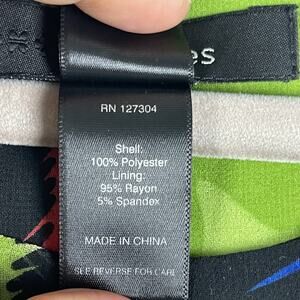 es
RN 127304
Shell:
100% Polyester
Lining:
95% Rayon
5% Spandex
MADE IN CHINA
SEE REVERSE FOR CARE